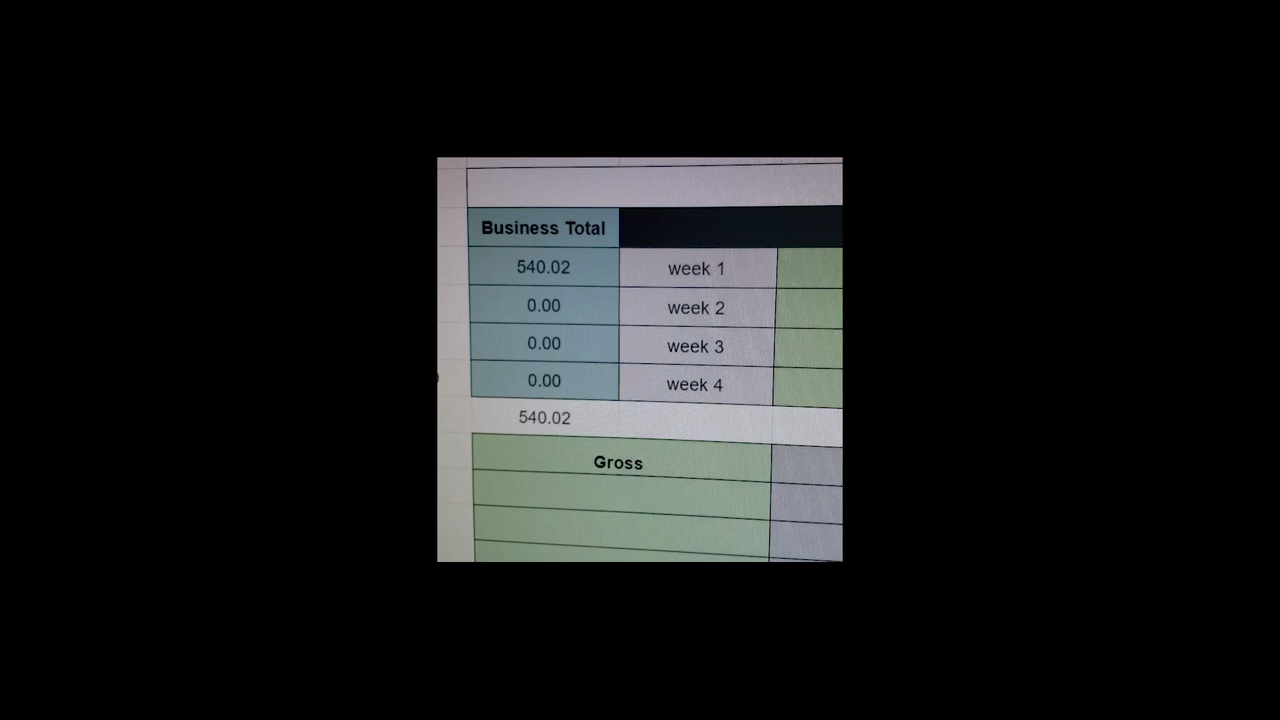 Business Total
540.02 week 1
0.00 week 2
0.00 week 3
0.00 week 4
540.02
Gross